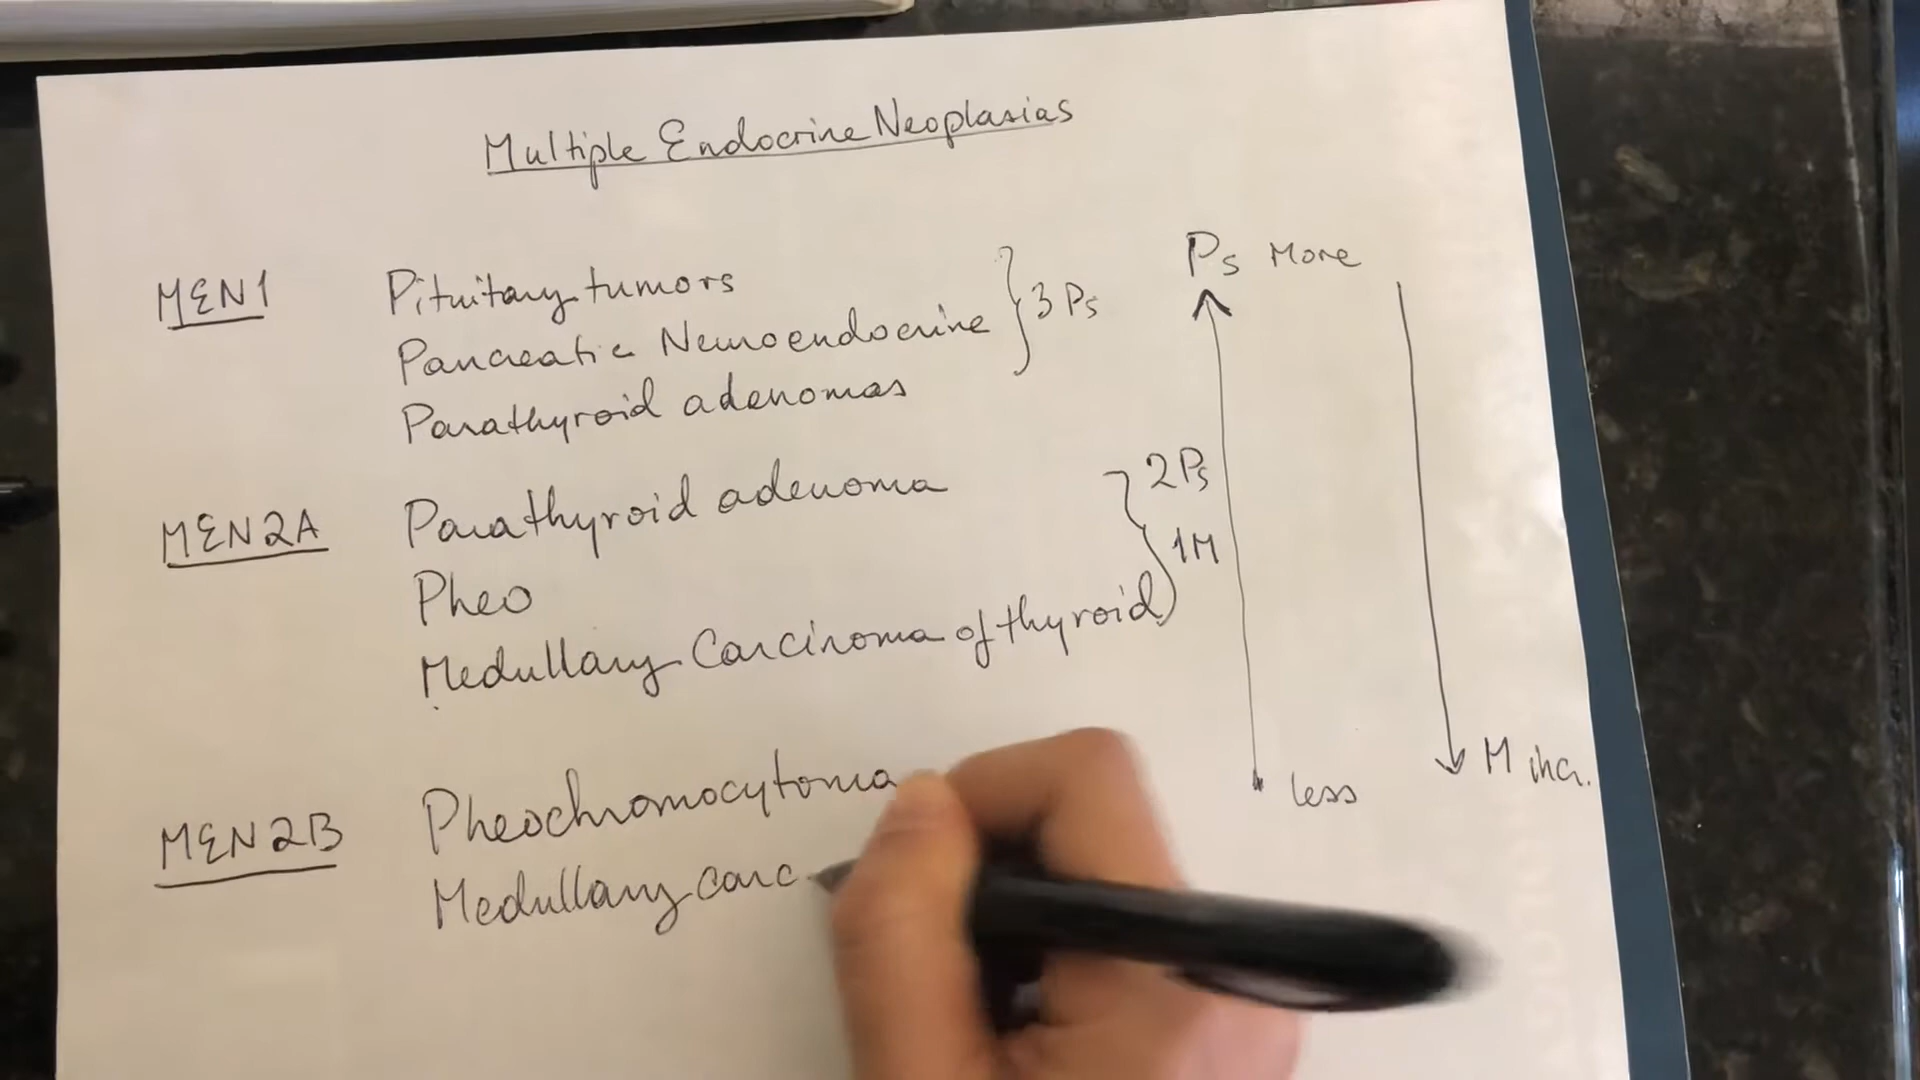 Multiple Endocrine Neoplasias
MEN1 Pituitary tumors
Pancreatic Neuroendocrine
Parathyroid adenomas
3 Ps
Ps More
MEN2A Parathyroid adenoma
Pheo
Medullary Carcinoma of thyroid
2Ps
1M
less
M incr.
MEN2B Pheochromocytoma
Medullary carc